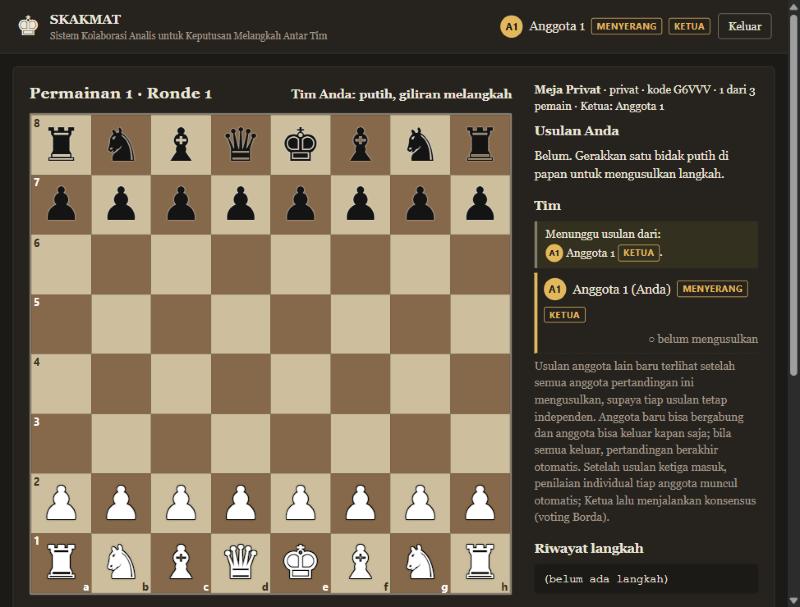 SKAKMAT
Sistem Kolaborasi Analis untuk Keputusan Melangkah Antar Tim
A1 Anggota 1 MENYERANG KETUA Keluar
Permainan 1 · Ronde 1
Tim Anda: putih, giliran melangkah
8
7
6
5
4
3
2
1
a b c d e f g h
Meja Privat · privat · kode G6VVV · 1 dari 3
pemain · Ketua: Anggota 1
Usulan Anda
Belum. Gerakkan satu bidak putih di
papan untuk mengusulkan langkah.
Tim
Menunggu usulan dari:
A1 Anggota 1 KETUA.
A1 Anggota 1 (Anda) MENYERANG
KETUA
○ belum mengusulkan
Usulan anggota lain baru terlihat setelah
semua anggota pertandingan ini
mengusulkan, supaya tiap usulan tetap
independen. Anggota baru bisa bergabung
dan anggota bisa keluar kapan saja; bila
semua keluar, pertandingan berakhir
otomatis. Setelah usulan ketiga masuk,
penilaian individual tiap anggota muncul
otomatis; Ketua lalu menjalankan konsensus
(voting Borda).
Riwayat langkah
(belum ada langkah)